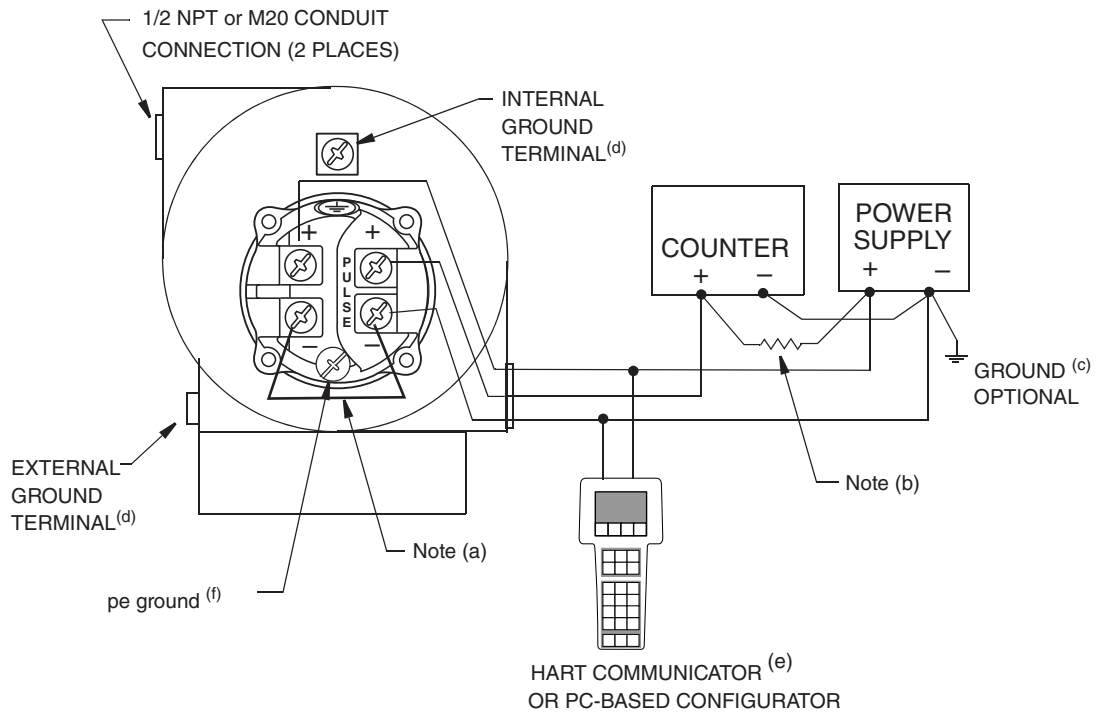 1/2 NPT or M20 CONDUIT
CONNECTION (2 PLACES)
INTERNAL
GROUND
TERMINAL(d)
COUNTER
+ −
POWER
SUPPLY
+ −
+ +
PULSE
− −
GROUND (c)
OPTIONAL
Note (b)
EXTERNAL
GROUND
TERMINAL(d)
Note (a)
pe ground (f)
HART COMMUNICATOR (e)
OR PC-BASED CONFIGURATOR